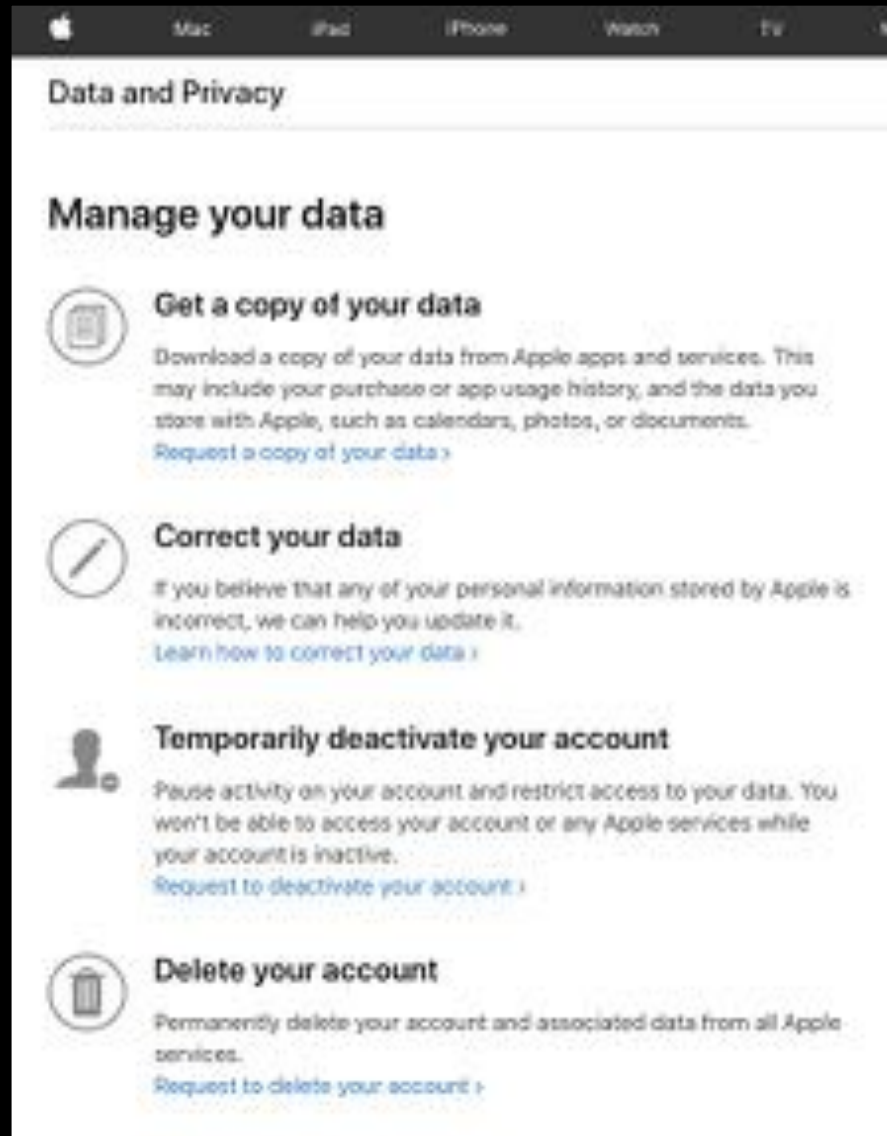 Mac iPad iPhone Watch TV
Data and Privacy
Manage your data
Get a copy of your data
Download a copy of your data from Apple apps and services. This
may include your purchase or app usage history, and the data you
store with Apple, such as calendars, photos, or documents.
Request a copy of your data ›
Correct your data
If you believe that any of your personal information stored by Apple is
incorrect, we can help you update it.
Learn how to correct your data ›
Temporarily deactivate your account
Pause activity on your account and restrict access to your data. You
won't be able to access your account or any Apple services while
your account is inactive.
Request to deactivate your account ›
Delete your account
Permanently delete your account and associated data from all Apple
services.
Request to delete your account ›